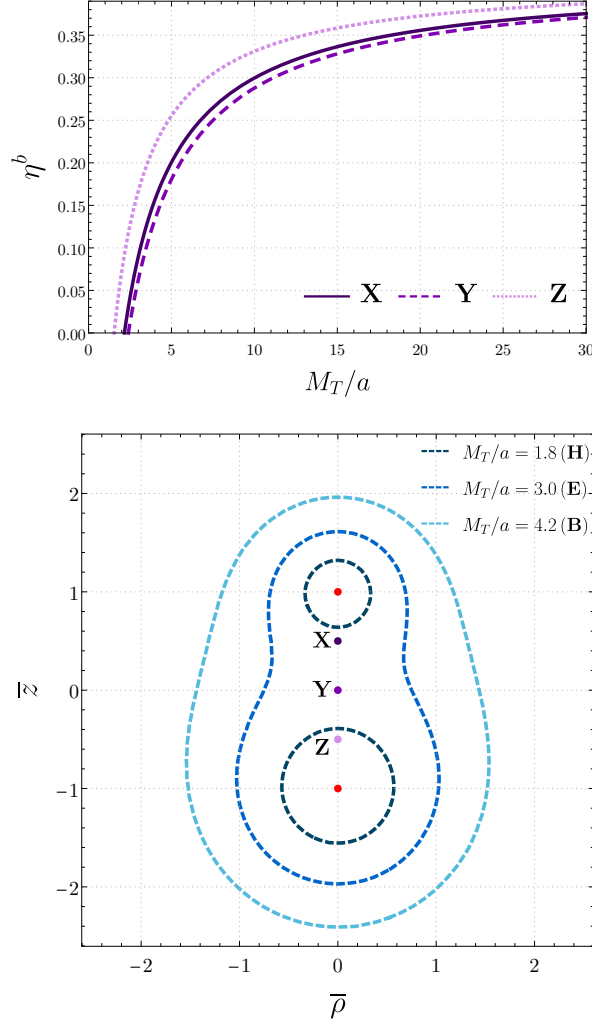 0.35
0.30
0.25
0.20
0.15
0.10
0.05
0.00
η^b
X Y Z
0 5 10 15 20 25 30
M_T/a
M_T/a = 1.8 (H)
M_T/a = 3.0 (E)
M_T/a = 4.2 (B)
2
1
X
0
Y
Z
−1
−2
z̅
−2 −1 0 1 2
ρ̅